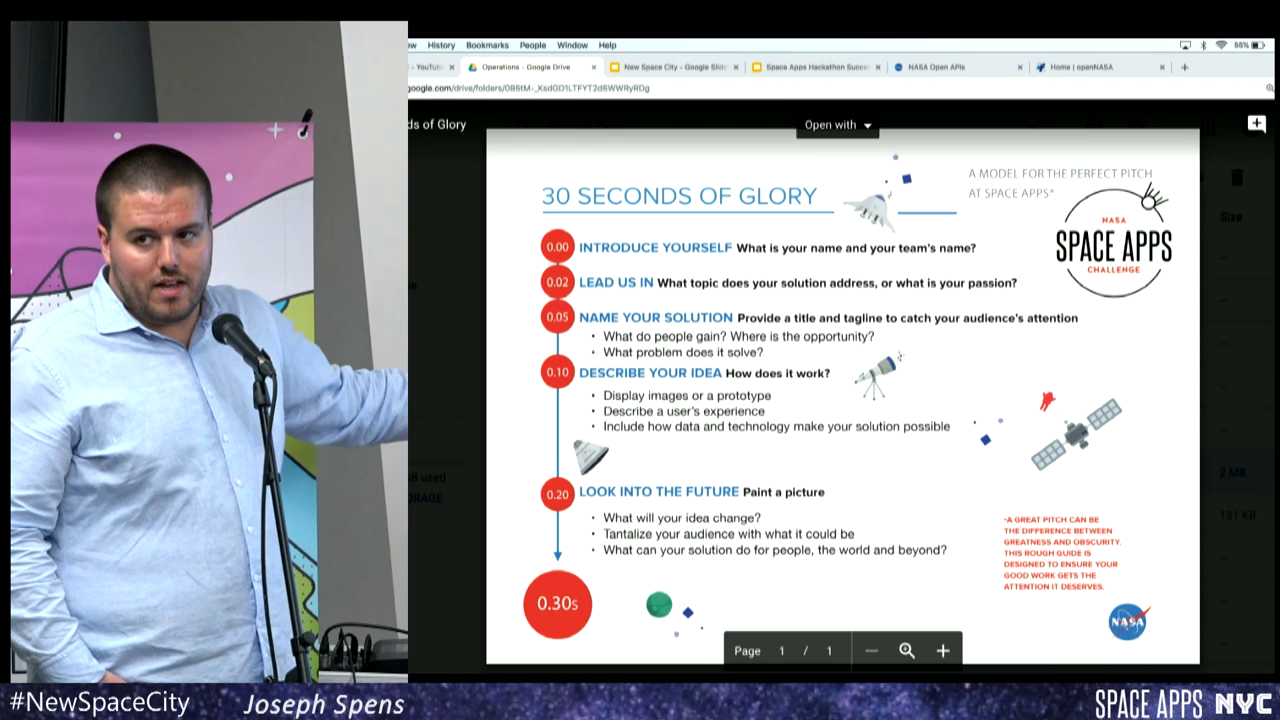 ew History Bookmarks People Window Help 55%
- YouTube Operations - Google Drive New Space City - Google Slid Space Apps Hackathon Succe NASA Open APIs Home | openNASA
ds of Glory
Open with
30 SECONDS OF GLORY
A MODEL FOR THE PERFECT PITCH
AT SPACE APPS*
NASA
SPACE APPS
CHALLENGE
0.00 INTRODUCE YOURSELF What is your name and your team's name?
0.02 LEAD US IN What topic does your solution address, or what is your passion?
0.05 NAME YOUR SOLUTION Provide a title and tagline to catch your audience's attention
• What do people gain? Where is the opportunity?
• What problem does it solve?
0.10 DESCRIBE YOUR IDEA How does it work?
• Display images or a prototype
• Describe a user's experience
• Include how data and technology make your solution possible
0.20 LOOK INTO THE FUTURE Paint a picture
• What will your idea change?
• Tantalize your audience with what it could be
• What can your solution do for people, the world and beyond?
0.30s
*A GREAT PITCH CAN BE
THE DIFFERENCE BETWEEN
GREATNESS AND OBSCURITY.
THIS ROUGH GUIDE IS
DESIGNED TO ENSURE YOUR
GOOD WORK GETS THE
ATTENTION IT DESERVES.
NASA
Size
2 MB
131 KB
B used
ORAGE
Page 1 / 1
#NewSpaceCity Joseph Spens SPACE APPS NYC